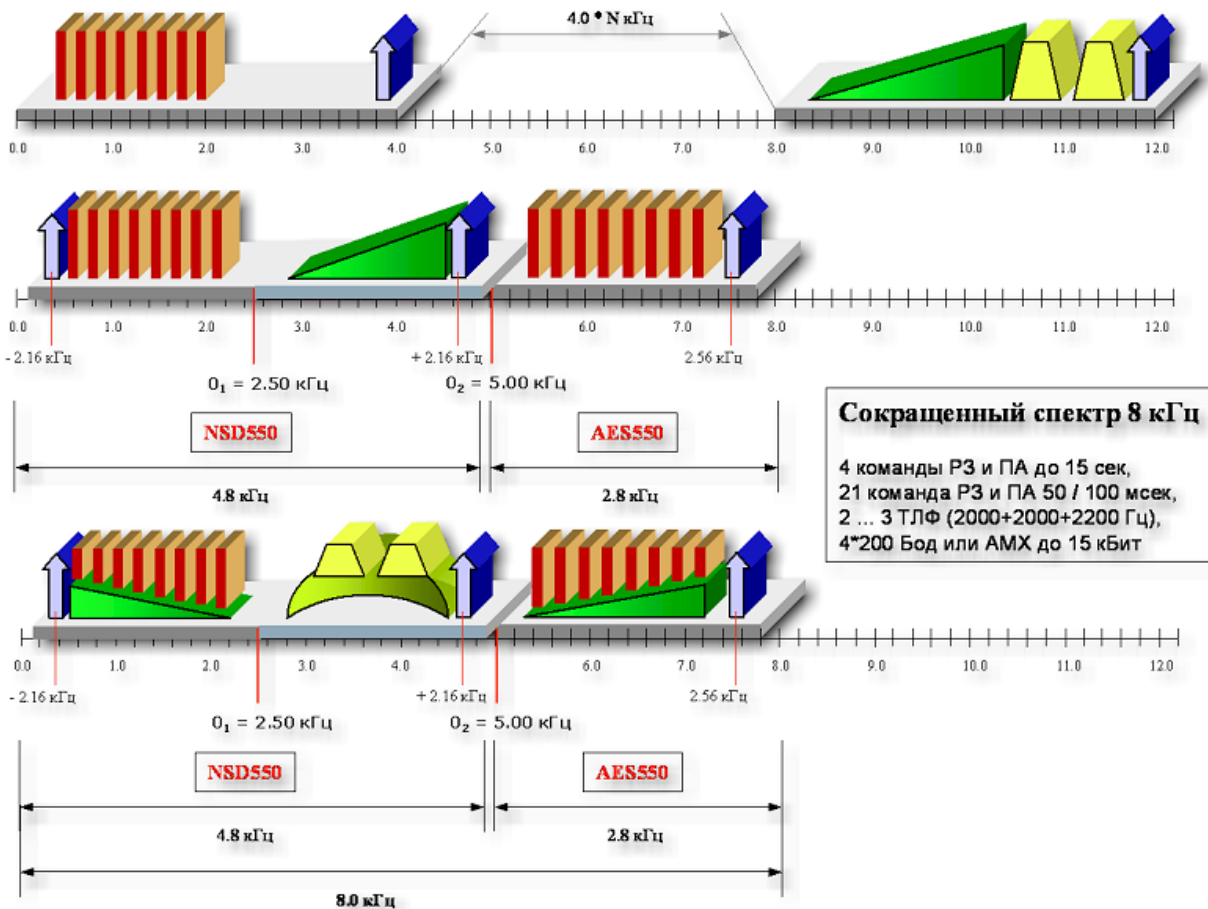 4.0 * N кГц
0.0 1.0 2.0 3.0 4.0 5.0 6.0 7.0 8.0 9.0 10.0 11.0 12.0
0.0 1.0 2.0 3.0 4.0 5.0 6.0 7.0 8.0 9.0 10.0 11.0 12.0
- 2.16 кГц + 2.16 кГц 2.56 кГц
0₁ = 2.50 кГц 0₂ = 5.00 кГц
NSD550 AES550
4.8 кГц 2.8 кГц
Сокращенный спектр 8 кГц
4 команды РЗ и ПА до 15 сек,
21 команда РЗ и ПА 50 / 100 мсек,
2 ... 3 ТЛФ (2000+2000+2200 Гц),
4*200 Бод или АМХ до 15 кБит
0.0 1.0 2.0 3.0 4.0 5.0 6.0 7.0 8.0 9.0 10.0 11.0 12.0
- 2.16 кГц + 2.16 кГц 2.56 кГц
0₁ = 2.50 кГц 0₂ = 5.00 кГц
NSD550 AES550
4.8 кГц 2.8 кГц
8.0 кГц